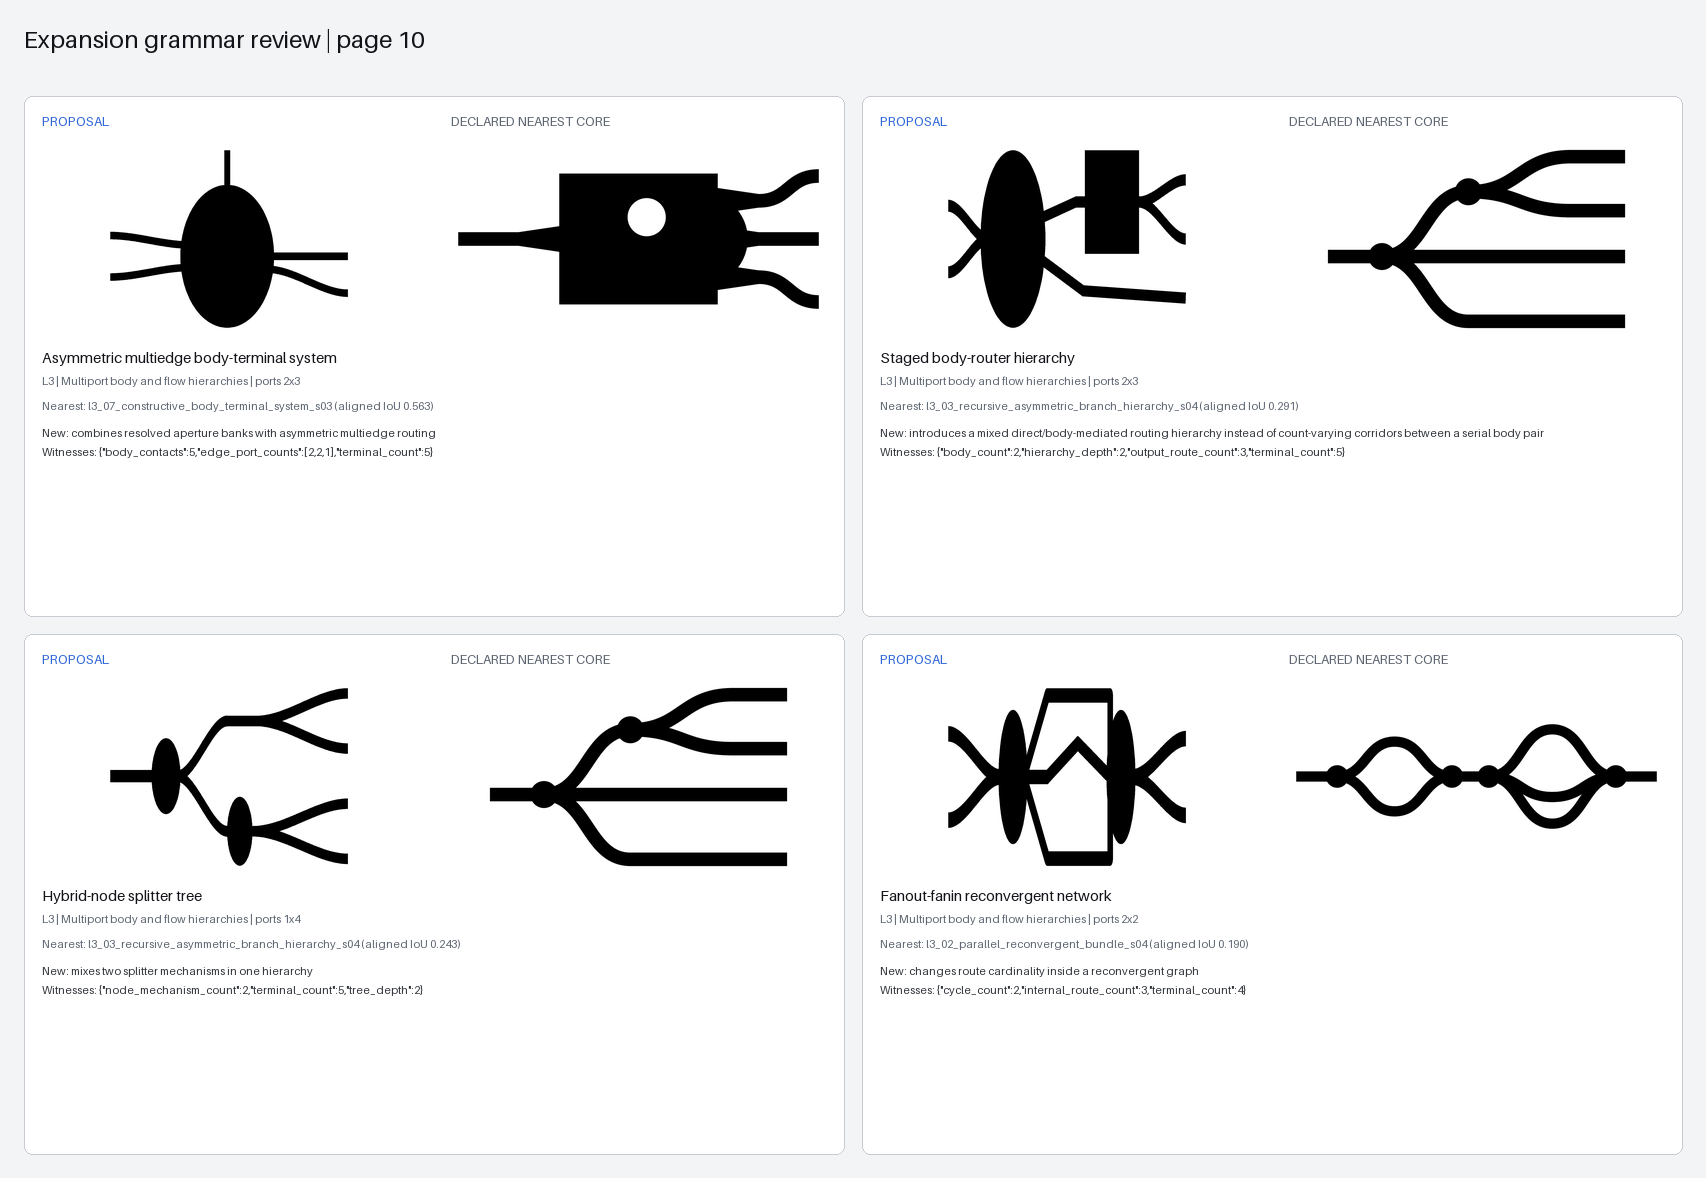 Expansion grammar review | page 10
PROPOSAL
DECLARED NEAREST CORE
Asymmetric multiedge body-terminal system
L3 | Multiport body and flow hierarchies | ports 2x3
Nearest: l3_07_constructive_body_terminal_system_s03 (aligned IoU 0.563)
New: combines resolved aperture banks with asymmetric multiedge routing
Witnesses: {"body_contacts":5,"edge_port_counts":[2,2,1],"terminal_count":5}
PROPOSAL
DECLARED NEAREST CORE
Staged body-router hierarchy
L3 | Multiport body and flow hierarchies | ports 2x3
Nearest: l3_03_recursive_asymmetric_branch_hierarchy_s04 (aligned IoU 0.291)
New: introduces a mixed direct/body-mediated routing hierarchy instead of count-varying corridors between a serial body pair
Witnesses: {"body_count":2,"hierarchy_depth":2,"output_route_count":3,"terminal_count":5}
PROPOSAL
DECLARED NEAREST CORE
Hybrid-node splitter tree
L3 | Multiport body and flow hierarchies | ports 1x4
Nearest: l3_03_recursive_asymmetric_branch_hierarchy_s04 (aligned IoU 0.243)
New: mixes two splitter mechanisms in one hierarchy
Witnesses: {"node_mechanism_count":2,"terminal_count":5,"tree_depth":2}
PROPOSAL
DECLARED NEAREST CORE
Fanout-fanin reconvergent network
L3 | Multiport body and flow hierarchies | ports 2x2
Nearest: l3_02_parallel_reconvergent_bundle_s04 (aligned IoU 0.190)
New: changes route cardinality inside a reconvergent graph
Witnesses: {"cycle_count":2,"internal_route_count":3,"terminal_count":4}